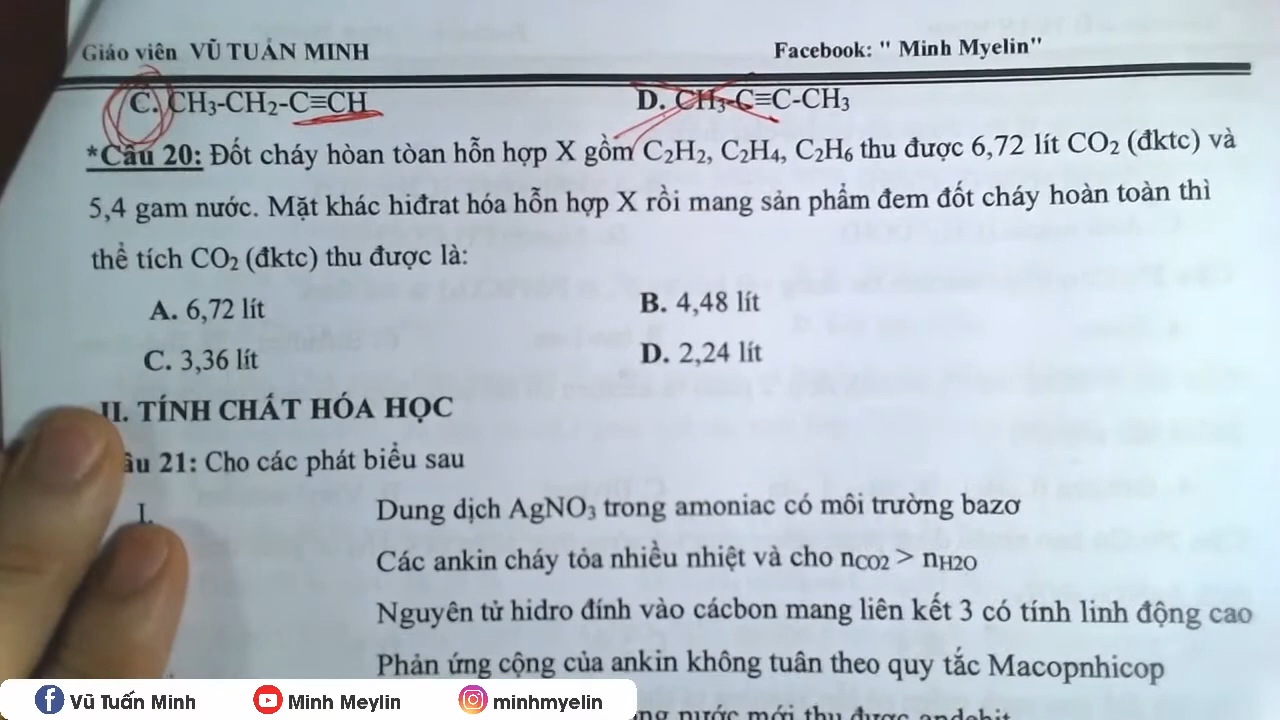 Giáo viên VŨ TUẤN MINH
Facebook: " Minh Myelin"
C. CH₃-CH₂-C≡CH
D. CH₃-C≡C-CH₃
*Câu 20: Đốt cháy hòan tòan hỗn hợp X gồm C₂H₂, C₂H₄, C₂H₆ thu được 6,72 lít CO₂ (đktc) và
5,4 gam nước. Mặt khác hiđrat hóa hỗn hợp X rồi mang sản phẩm đem đốt cháy hoàn toàn thì
thể tích CO₂ (đktc) thu được là:
A. 6,72 lít
B. 4,48 lít
C. 3,36 lít
D. 2,24 lít
II. TÍNH CHẤT HÓA HỌC
âu 21: Cho các phát biểu sau
I.
Dung dịch AgNO₃ trong amoniac có môi trường bazơ
Các ankin cháy tỏa nhiều nhiệt và cho nCO2 > nH2O
Nguyên tử hidro đính vào cácbon mang liên kết 3 có tính linh động cao
Phản ứng cộng của ankin không tuân theo quy tắc Macopnhicop
nước mới thu được andehit
Vũ Tuấn Minh
Minh Meylin
minhmyelin